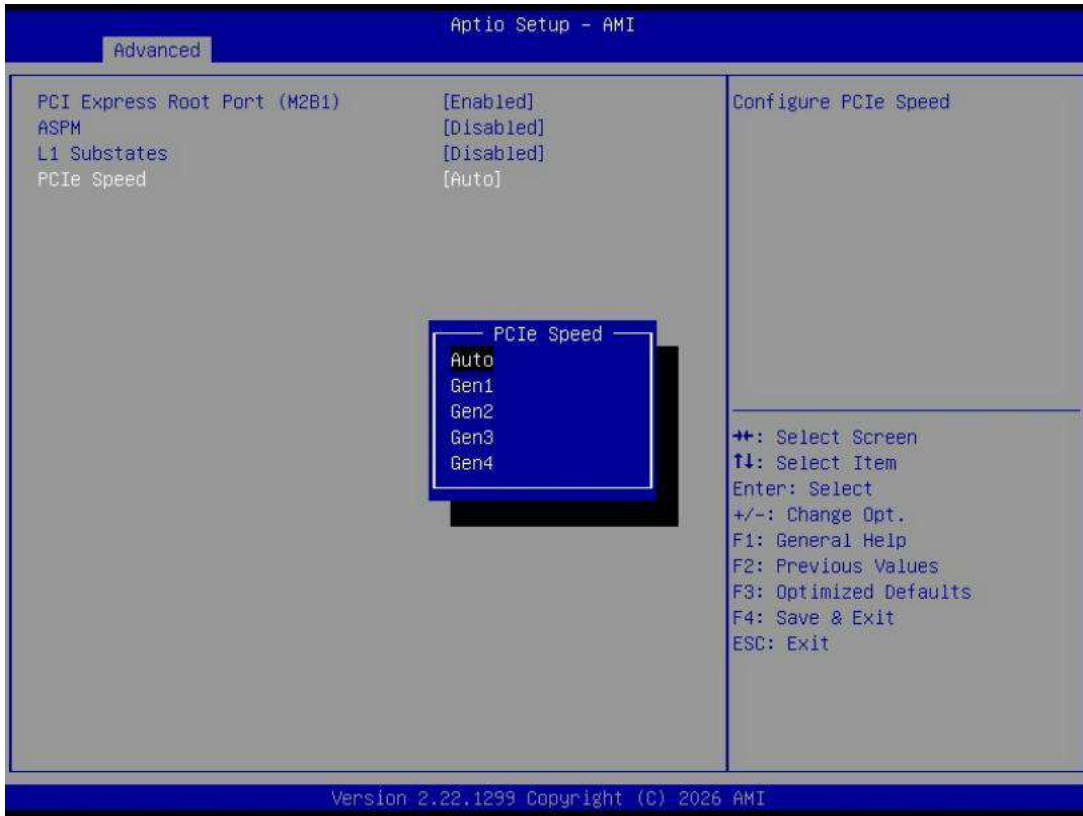 Aptio Setup – AMI
Advanced
PCI Express Root Port (M2B1) [Enabled]
ASPM [Disabled]
L1 Substates [Disabled]
PCIe Speed [Auto]
Configure PCIe Speed
PCIe Speed
Auto
Gen1
Gen2
Gen3
Gen4
→←: Select Screen
↑↓: Select Item
Enter: Select
+/-: Change Opt.
F1: General Help
F2: Previous Values
F3: Optimized Defaults
F4: Save & Exit
ESC: Exit
Version 2.22.1299 Copyright (C) 2026 AMI